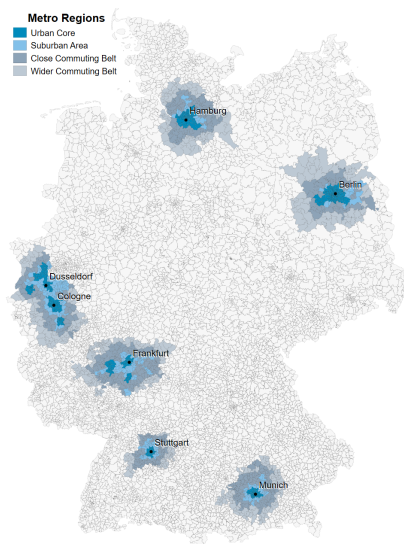 Metro Regions
Urban Core
Suburban Area
Close Commuting Belt
Wider Commuting Belt
Hamburg
Berlin
Dusseldorf
Cologne
Frankfurt
Stuttgart
Munich